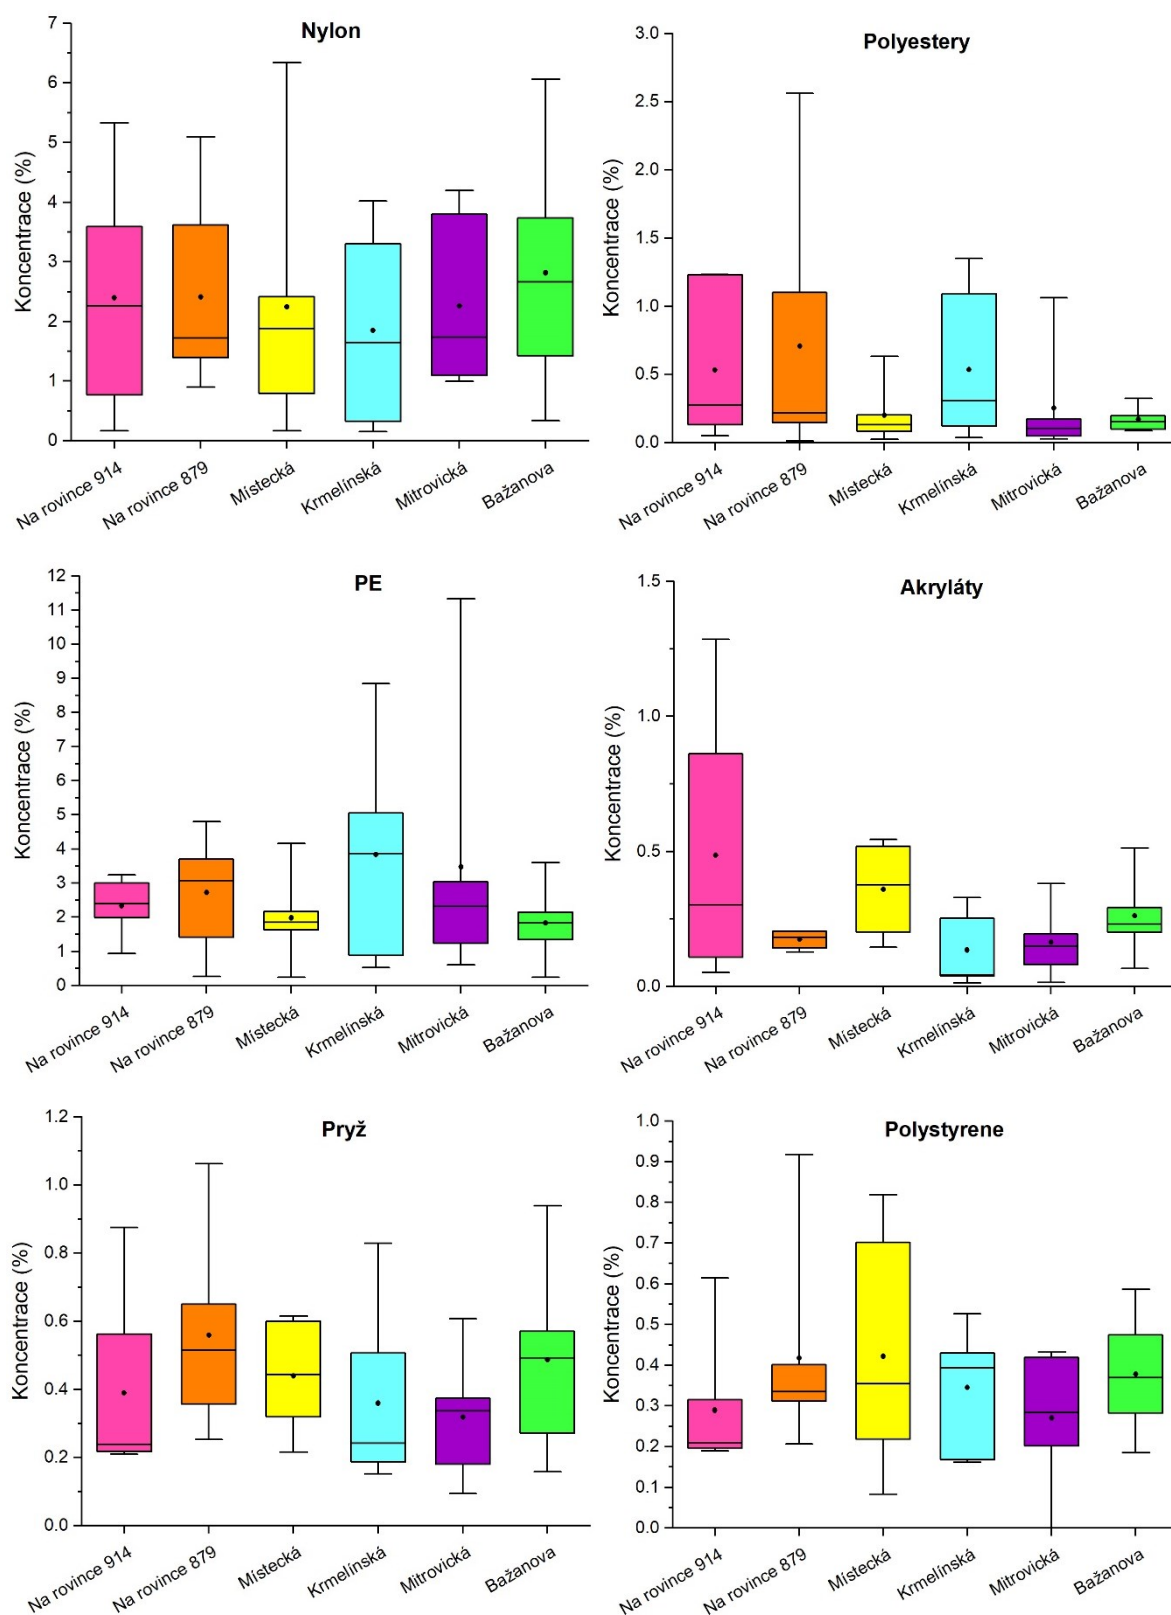 Nylon
Koncentrace (%)
7
6
5
4
3
2
1
0
Na rovince 914
Na rovince 879
Místecká
Krmelínská
Mitrovická
Bažanova
Polyestery
Koncentrace (%)
3.0
2.5
2.0
1.5
1.0
0.5
0.0
Na rovince 914
Na rovince 879
Místecká
Krmelínská
Mitrovická
Bažanova
PE
Koncentrace (%)
12
11
10
9
8
7
6
5
4
3
2
1
0
Na rovince 914
Na rovince 879
Místecká
Krmelínská
Mitrovická
Bažanova
Akryláty
Koncentrace (%)
1.5
1.0
0.5
0.0
Na rovince 914
Na rovince 879
Místecká
Krmelínská
Mitrovická
Bažanova
Pryž
Koncentrace (%)
1.2
1.0
0.8
0.6
0.4
0.2
0.0
Na rovince 914
Na rovince 879
Místecká
Krmelínská
Mitrovická
Bažanova
Polystyrene
Koncentrace (%)
1.0
0.9
0.8
0.7
0.6
0.5
0.4
0.3
0.2
0.1
0.0
Na rovince 914
Na rovince 879
Místecká
Krmelínská
Mitrovická
Bažanova